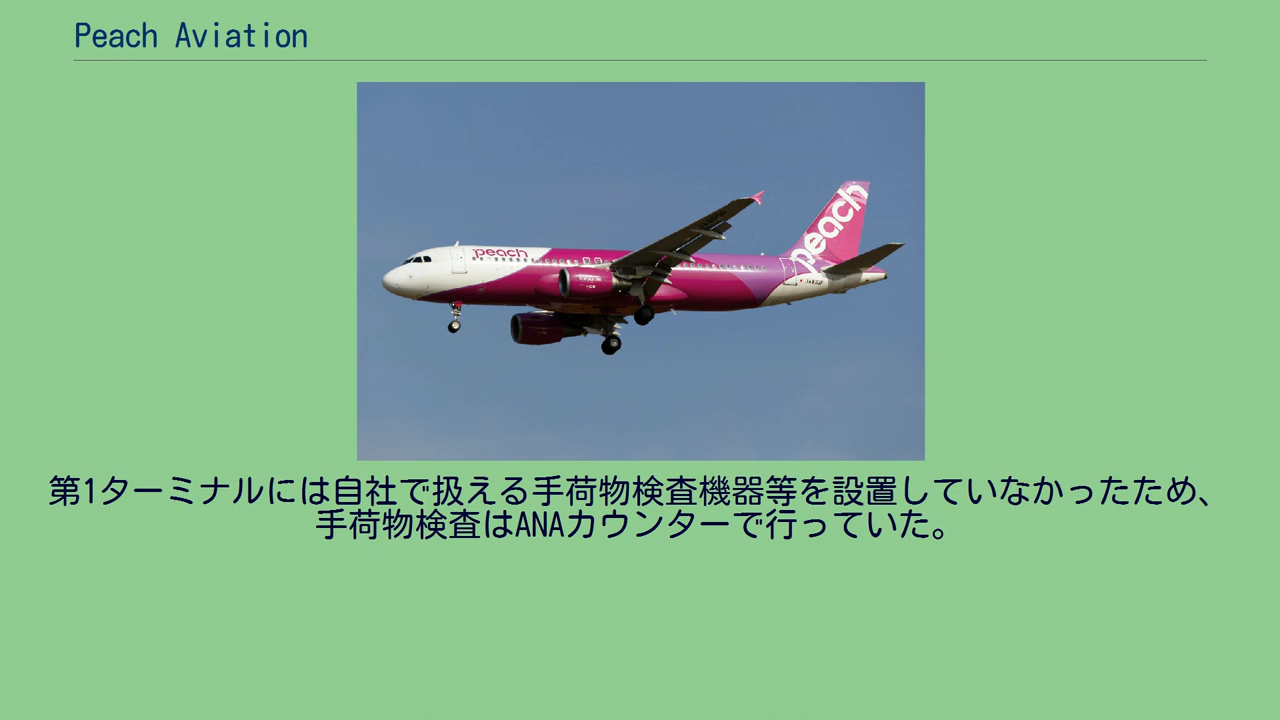 Peach Aviation
peach
peach
第1ターミナルには自社で扱える手荷物検査機器等を設置していなかったため、
手荷物検査はANAカウンターで行っていた。